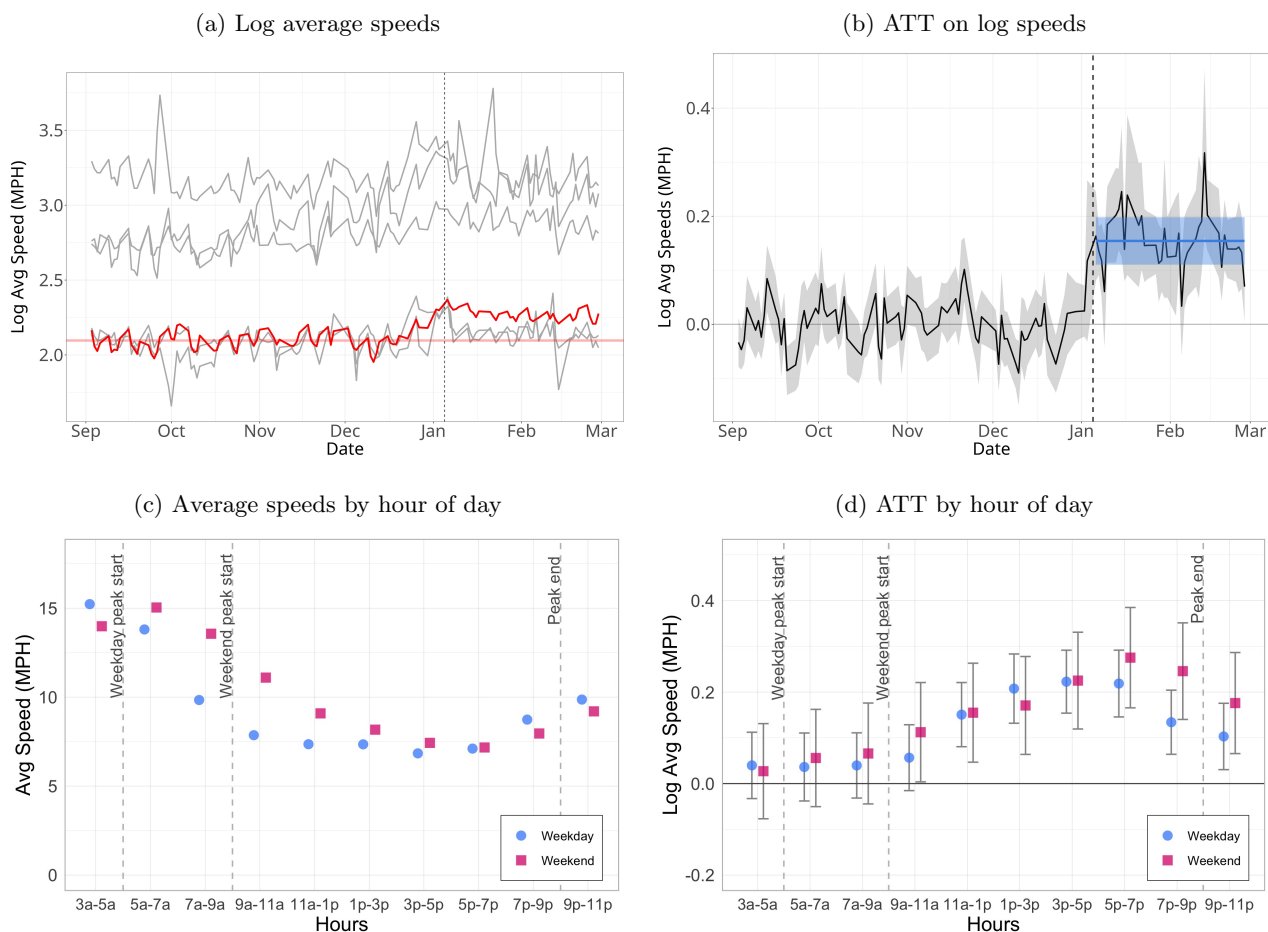 (a) Log average speeds
Log Avg Speed (MPH)
3.5
3.0
2.5
2.0
Sep Oct Nov Dec Jan Feb Mar
Date
(b) ATT on log speeds
Log Avg Speeds (MPH)
0.4
0.2
0.0
Sep Oct Nov Dec Jan Feb Mar
Date
(c) Average speeds by hour of day
Avg Speed (MPH)
15
10
5
0
Weekday peak start
Weekend peak start
Peak end
Weekday
Weekend
3a-5a 5a-7a 7a-9a 9a-11a 11a-1p 1p-3p 3p-5p 5p-7p 7p-9p 9p-11p
Hours
(d) ATT by hour of day
Log Avg Speed (MPH)
0.4
0.2
0.0
-0.2
Weekday peak start
Weekend peak start
Peak end
Weekday
Weekend
3a-5a 5a-7a 7a-9a 9a-11a 11a-1p 1p-3p 3p-5p 5p-7p 7p-9p 9p-11p
Hours